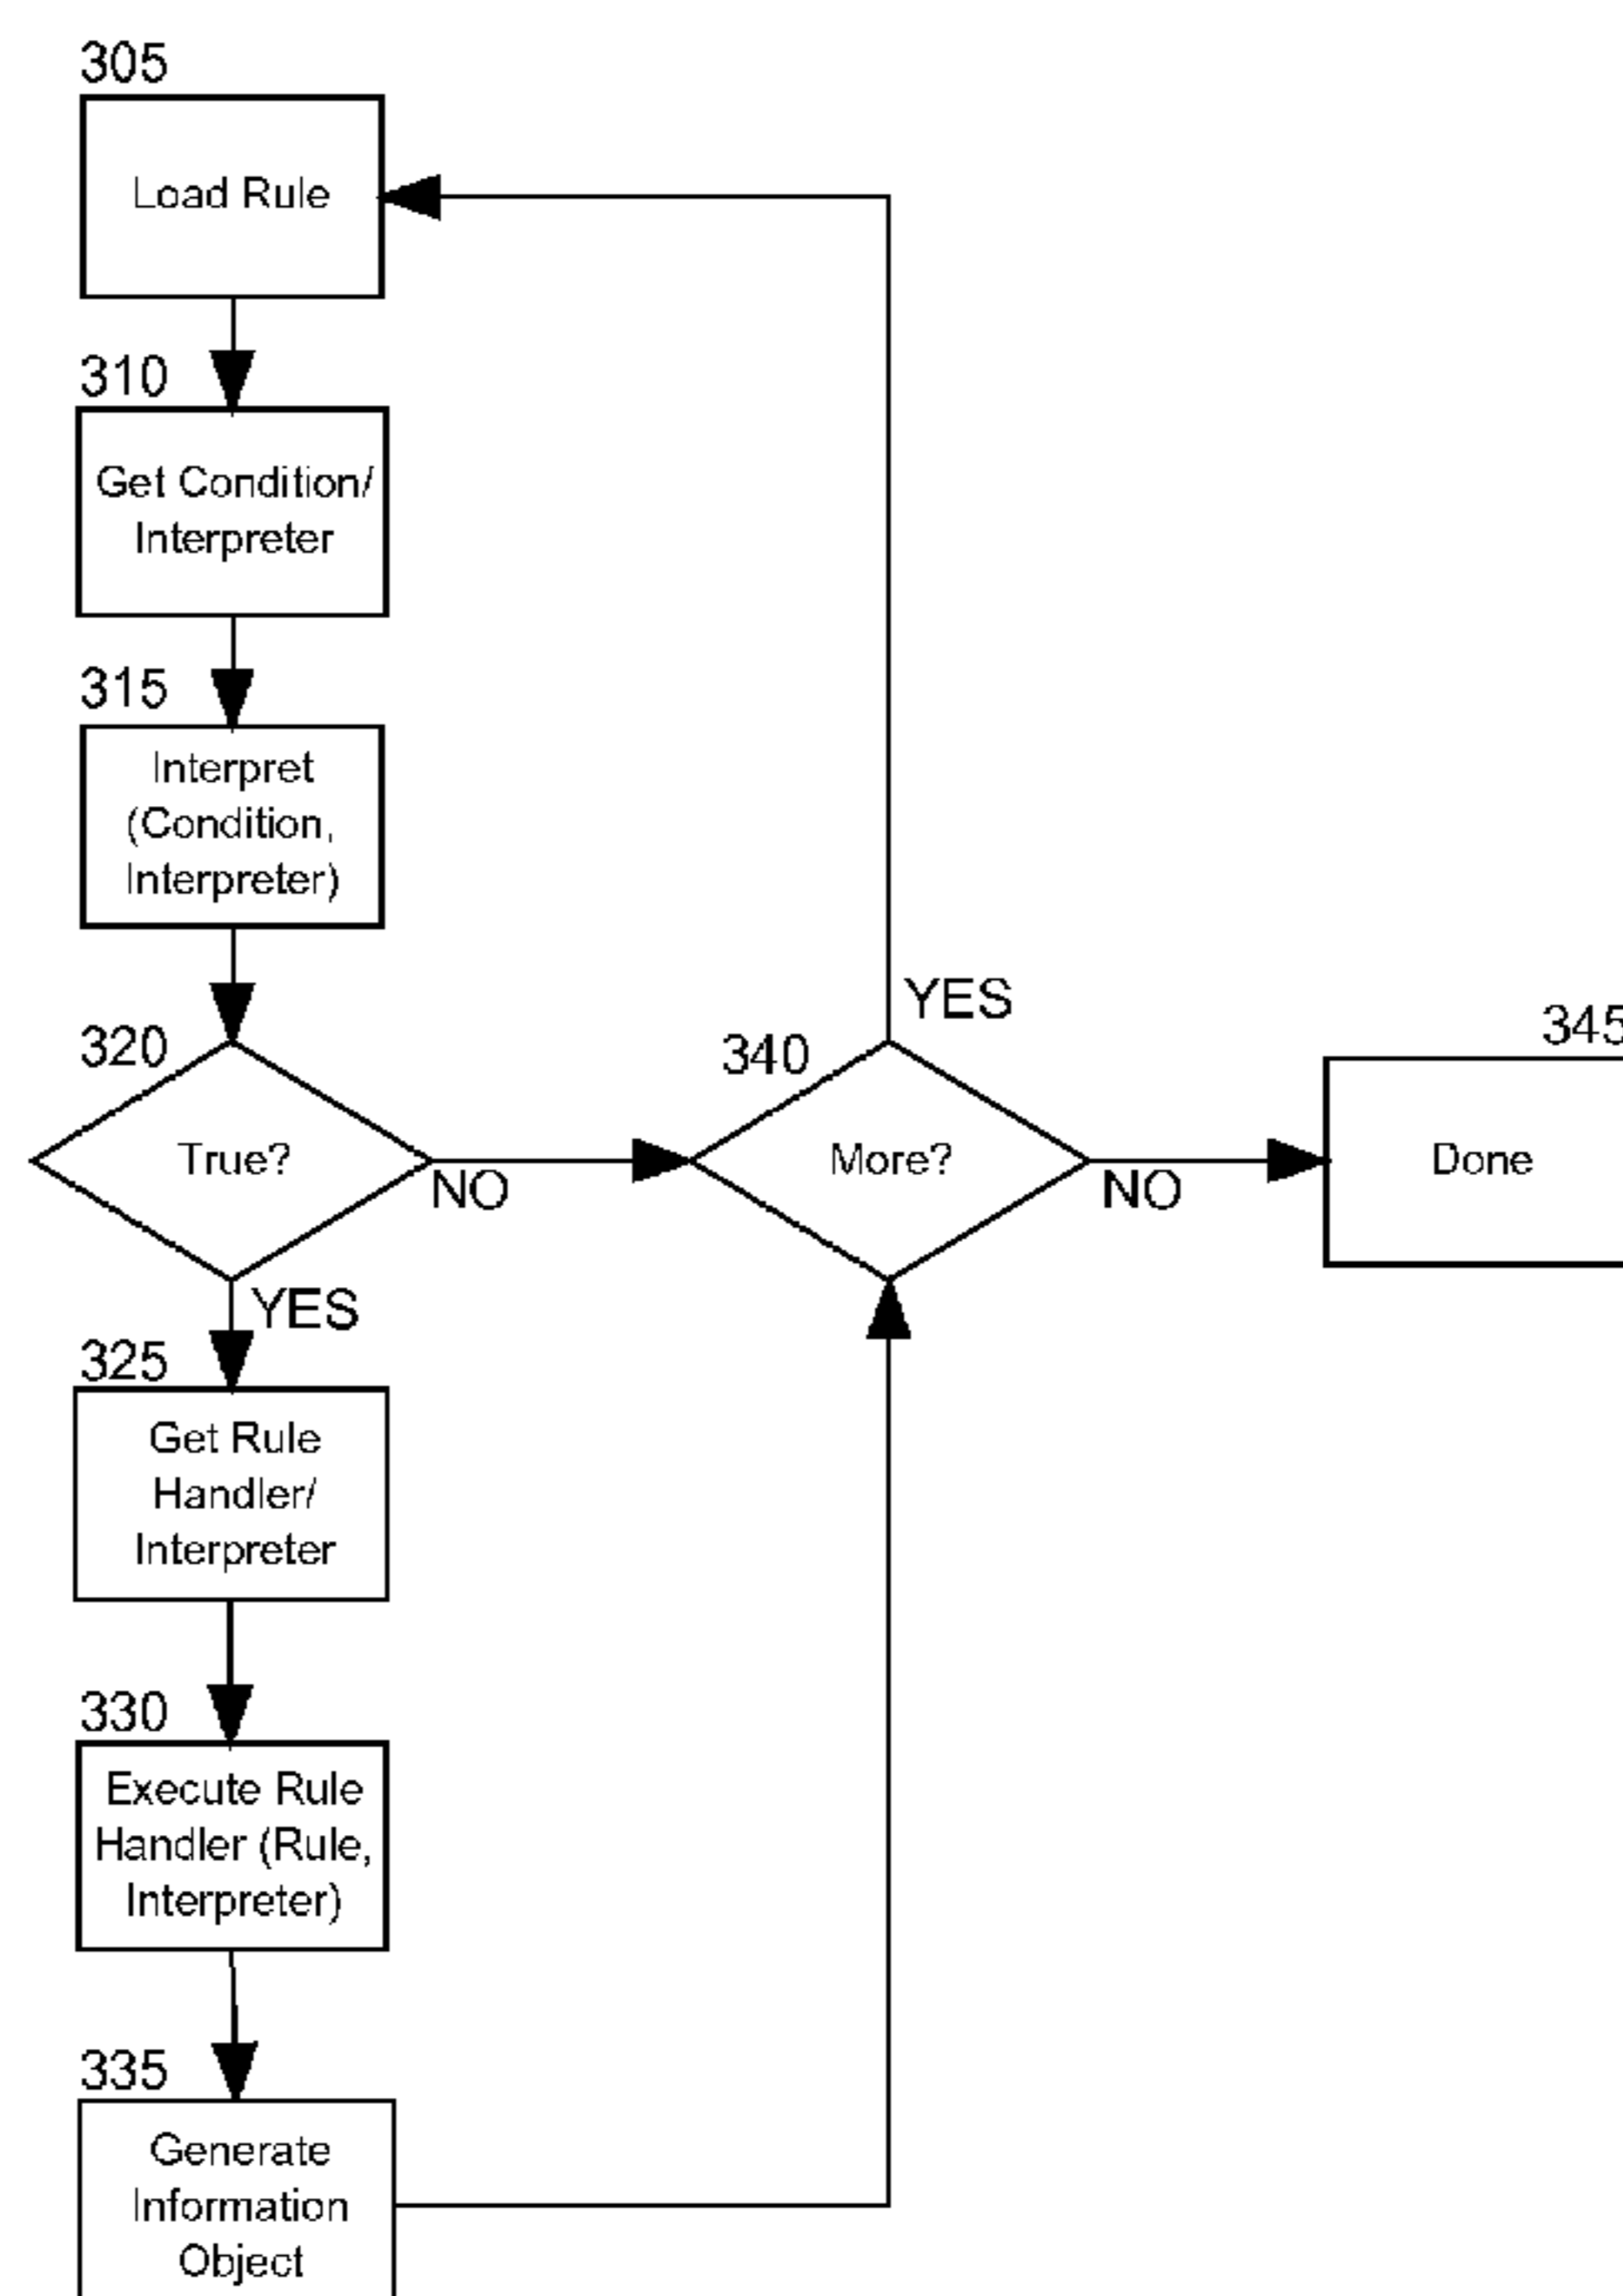 305
Load Rule
310
Get Condition/
Interpreter
315
Interpret
(Condition,
Interpreter)
320
True?
NO
YES
340
More?
YES
NO
345
Done
325
Get Rule
Handler/
Interpreter
330
Execute Rule
Handler (Rule,
Interpreter)
335
Generate
Information
Object